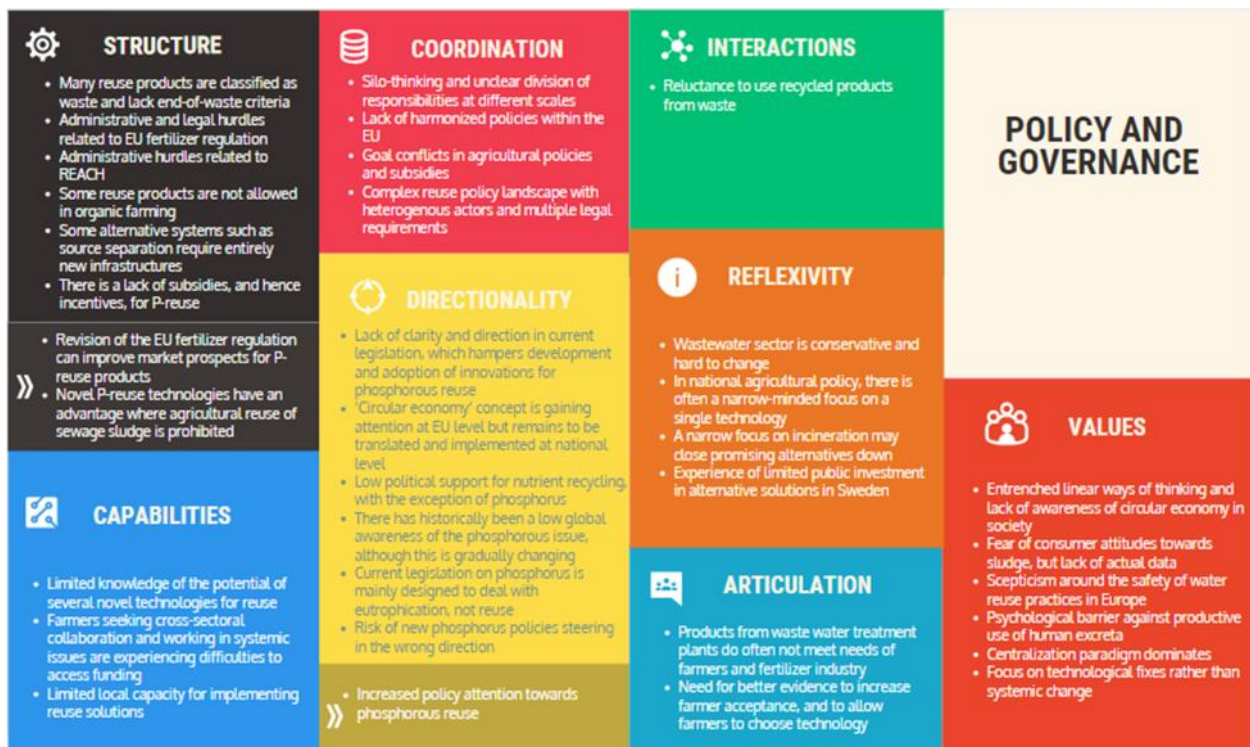 STRUCTURE
• Many reuse products are classified as
waste and lack end-of-waste criteria
• Administrative and legal hurdles
related to EU fertilizer regulation
• Administrative hurdles related to
REACH
• Some reuse products are not allowed
in organic farming
• Some alternative systems such as
source separation require entirely
new infrastructures
• There is a lack of subsidies, and hence
incentives, for P-reuse
• Revision of the EU fertilizer regulation
can improve market prospects for P-
reuse products
• Novel P-reuse technologies have an
advantage where agricultural reuse of
sewage sludge is prohibited
CAPABILITIES
• Limited knowledge of the potential of
several novel technologies for reuse
• Farmers seeking cross-sectoral
collaboration and working in systemic
issues are experiencing difficulties to
access funding
• Limited local capacity for implementing
reuse solutions
COORDINATION
• Silo-thinking and unclear division of
responsibilities at different scales
• Lack of harmonized policies within the
EU
• Goal conflicts in agricultural policies
and subsidies
• Complex reuse policy landscape with
heterogenous actors and multiple legal
requirements
DIRECTIONALITY
• Lack of clarity and direction in current
legislation, which hampers development
and adoption of innovations for
phosphorous reuse
• 'Circular economy' concept is gaining
attention at EU level but remains to be
translated and implemented at national
level
• Low political support for nutrient recycling,
with the exception of phosphorus
• There has historically been a low global
awareness of the phosphorous issue,
although this is gradually changing
• Current legislation on phosphorus is
mainly designed to deal with
eutrophication, not reuse
• Risk of new phosphorus policies steering
in the wrong direction
• Increased policy attention towards
phosphorous reuse
INTERACTIONS
• Reluctance to use recycled products
from waste
REFLEXIVITY
• Wastewater sector is conservative and
hard to change
• In national agricultural policy, there is
often a narrow-minded focus on a
single technology
• A narrow focus on incineration may
close promising alternatives down
• Experience of limited public investment
in alternative solutions in Sweden
ARTICULATION
• Products from waste water treatment
plants do often not meet needs of
farmers and fertilizer industry
• Need for better evidence to increase
farmer acceptance, and to allow
farmers to choose technology
POLICY AND
GOVERNANCE
VALUES
• Entrenched linear ways of thinking and
lack of awareness of circular economy in
society
• Fear of consumer attitudes towards
sludge, but lack of actual data
• Scepticism around the safety of water
reuse practices in Europe
• Psychological barrier against productive
use of human excreta
• Centralization paradigm dominates
• Focus on technological fixes rather than
systemic change